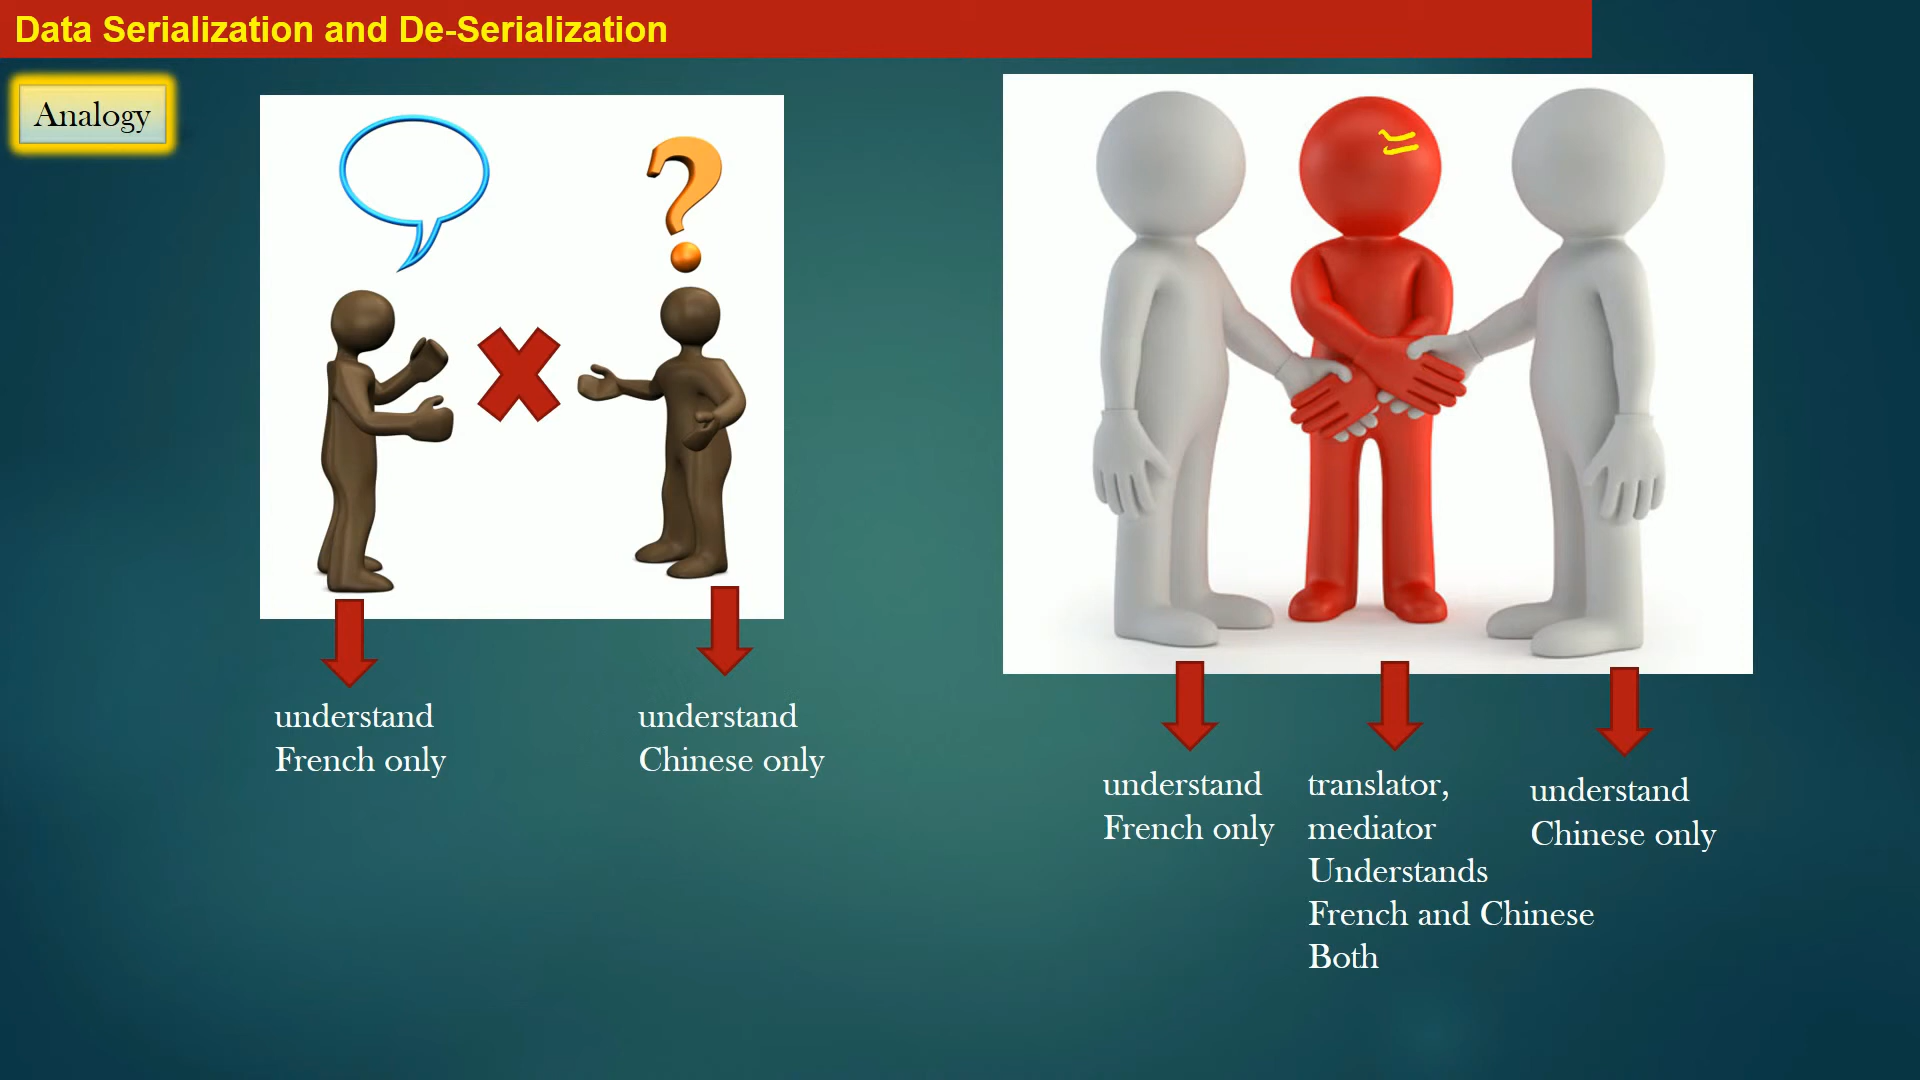 Data Serialization and De-Serialization
Analogy
?
understand
French only
understand
Chinese only
understand
French only
translator,
mediator
Understands
French and Chinese
Both
understand
Chinese only